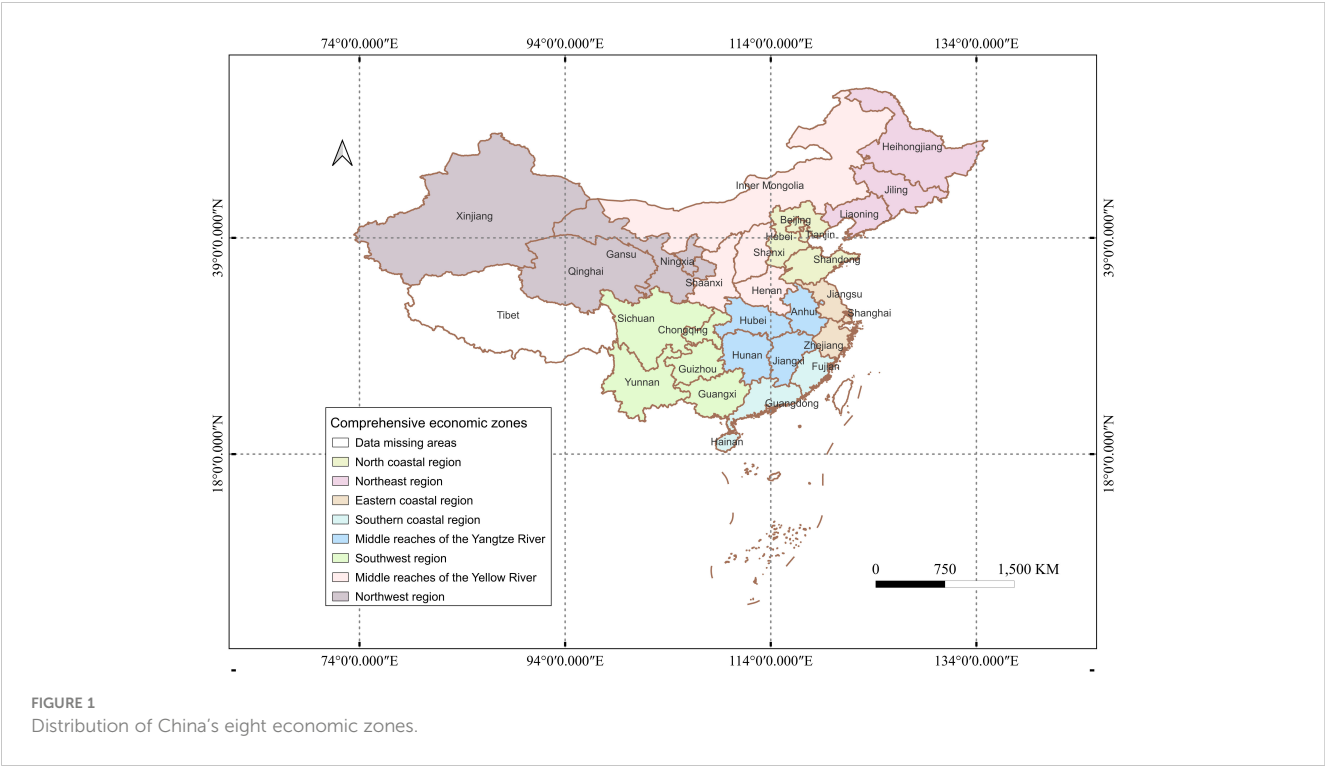 74°0′0.000″E 94°0′0.000″E 114°0′0.000″E 134°0′0.000″E
39°0′0.000″N
18°0′0.000″N
39°0′0.000″N
18°0′0.000″N
Heihongjiang
Jiling
Inner Mongolia
Liaoning
Xinjiang
Beijing
Tianjin
Hebei
Shanxi
Shandong
Gansu
Ningxia
Qinghai
Shaanxi
Henan
Jiangsu
Tibet
Sichuan
Chongqing
Hubei
Anhui
Shanghai
Zhejiang
Hunan
Jiangxi
Fujian
Guizhou
Yunnan
Guangxi
Guangdong
Hainan
Comprehensive economic zones
Data missing areas
North coastal region
Northeast region
Eastern coastal region
Southern coastal region
Middle reaches of the Yangtze River
Southwest region
Middle reaches of the Yellow River
Northwest region
0 750 1,500 KM
74°0′0.000″E 94°0′0.000″E 114°0′0.000″E 134°0′0.000″E
FIGURE 1
Distribution of China’s eight economic zones.